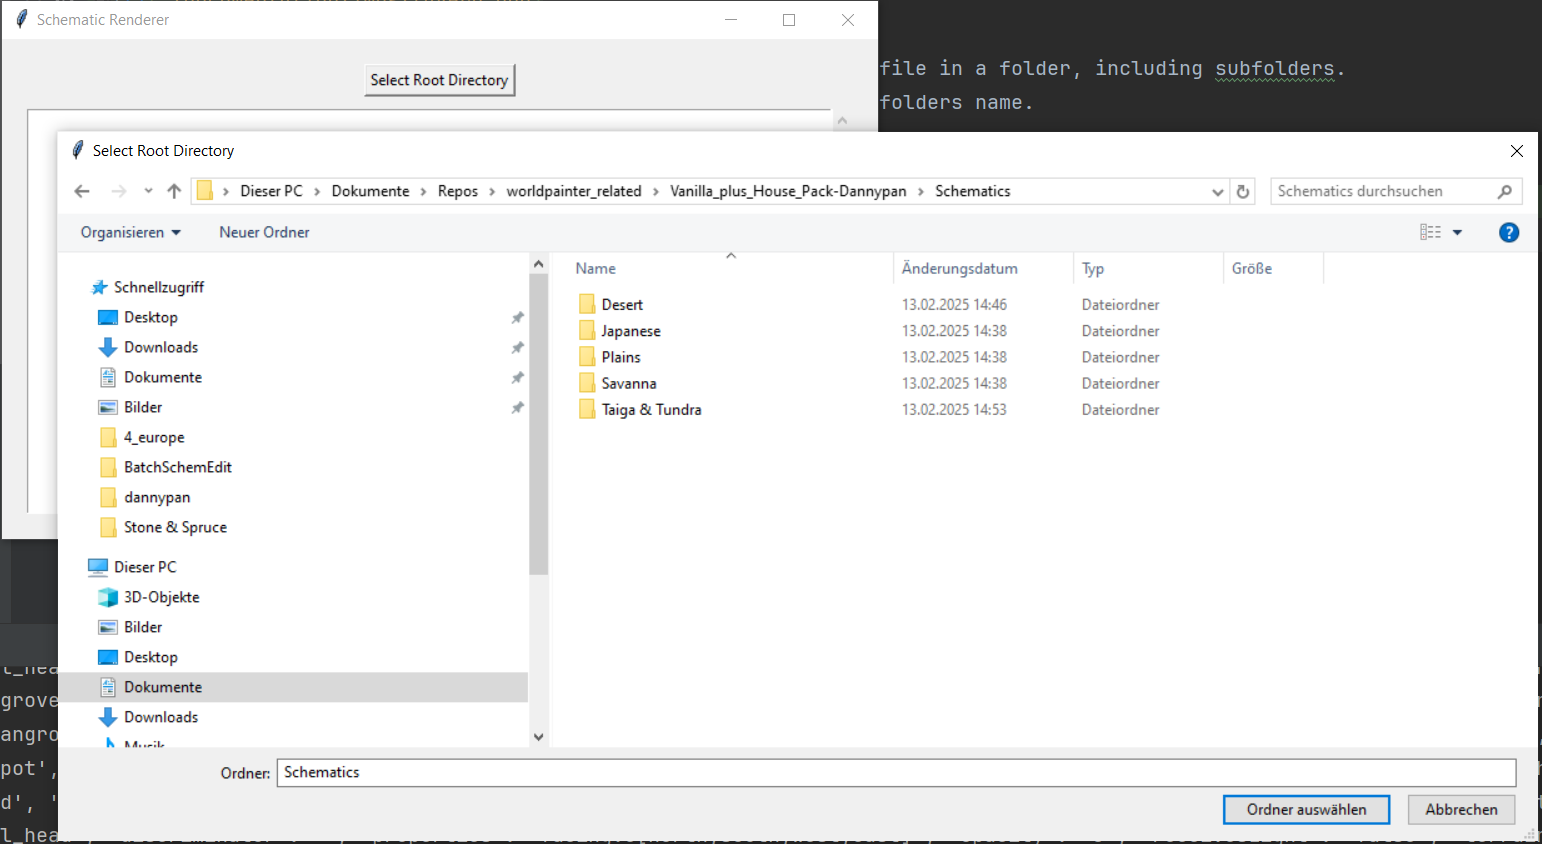 Schematic Renderer
Select Root Directory
file in a folder, including subfolders.
folders name.
Select Root Directory
Dieser PC > Dokumente > Repos > worldpainter_related > Vanilla_plus_House_Pack-Dannypan > Schematics
Schematics durchsuchen
Organisieren
Neuer Ordner
?
Schnellzugriff
Desktop
Downloads
Dokumente
Bilder
4_europe
BatchSchemEdit
dannypan
Stone & Spruce
Dieser PC
3D-Objekte
Bilder
Desktop
Dokumente
Downloads
Musik
Name Änderungsdatum Typ Größe
Desert 13.02.2025 14:46 Dateiordner
Japanese 13.02.2025 14:38 Dateiordner
Plains 13.02.2025 14:38 Dateiordner
Savanna 13.02.2025 14:38 Dateiordner
Taiga & Tundra 13.02.2025 14:53 Dateiordner
t_hea
grove
angro
pot',
d', '
l_hea
Ordner: Schematics
Ordner auswählen Abbrechen